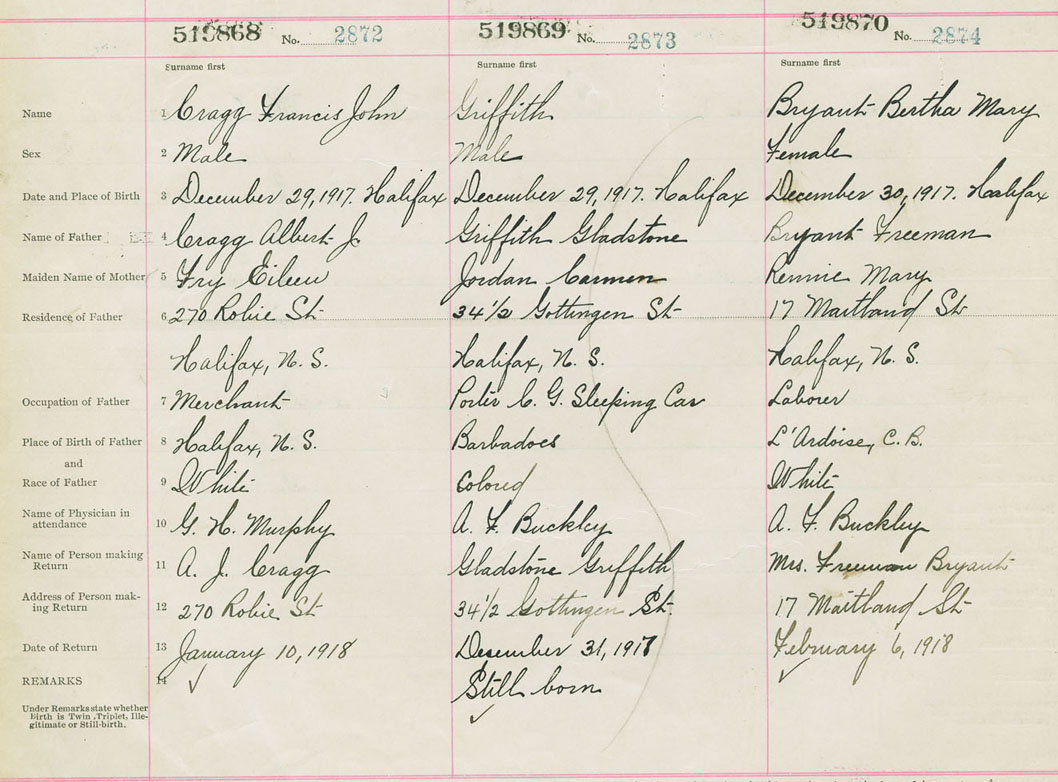 519868 No. 2872 519869 No. 2873 519870 No. 2874
Surname first Surname first Surname first
Name 1 Cragg Francis John Griffith Bryant Bertha Mary
Sex 2 Male Male Female
Date and Place of Birth 3 December 29, 1917. Halifax December 29, 1917. Halifax December 30, 1917. Halifax
Name of Father 4 Cragg Albert J. Griffith Gladstone Bryant Freeman
Maiden Name of Mother 5 Fry Eileen Jordan Carmen Rennie Mary
Residence of Father 6 270 Robie St 34 1/2 Gottingen St 17 Maitland St
Halifax, N. S. Halifax, N. S. Halifax, N. S.
Occupation of Father 7 Merchant Porter C. G. Sleeping Car Laborer
Place of Birth of Father 8 Halifax, N. S. Barbadoes L'Ardoise, C. B.
and
Race of Father 9 White Colored White
Name of Physician in
attendance 10 G. H. Murphy A. F. Buckley A. F. Buckley
Name of Person making
Return 11 A. J. Cragg Gladstone Griffith Mrs. Freeman Bryant
Address of Person mak-
ing Return 12 270 Robie St 34 1/2 Gottingen St. 17 Maitland St
Date of Return 13 January 10, 1918 December 31, 1917 February 6, 1918
REMARKS 14 ✓ Still born ✓ ✓
Under Remarks state whether
Birth is Twin, Triplet, Ille-
gitimate or Still-birth.